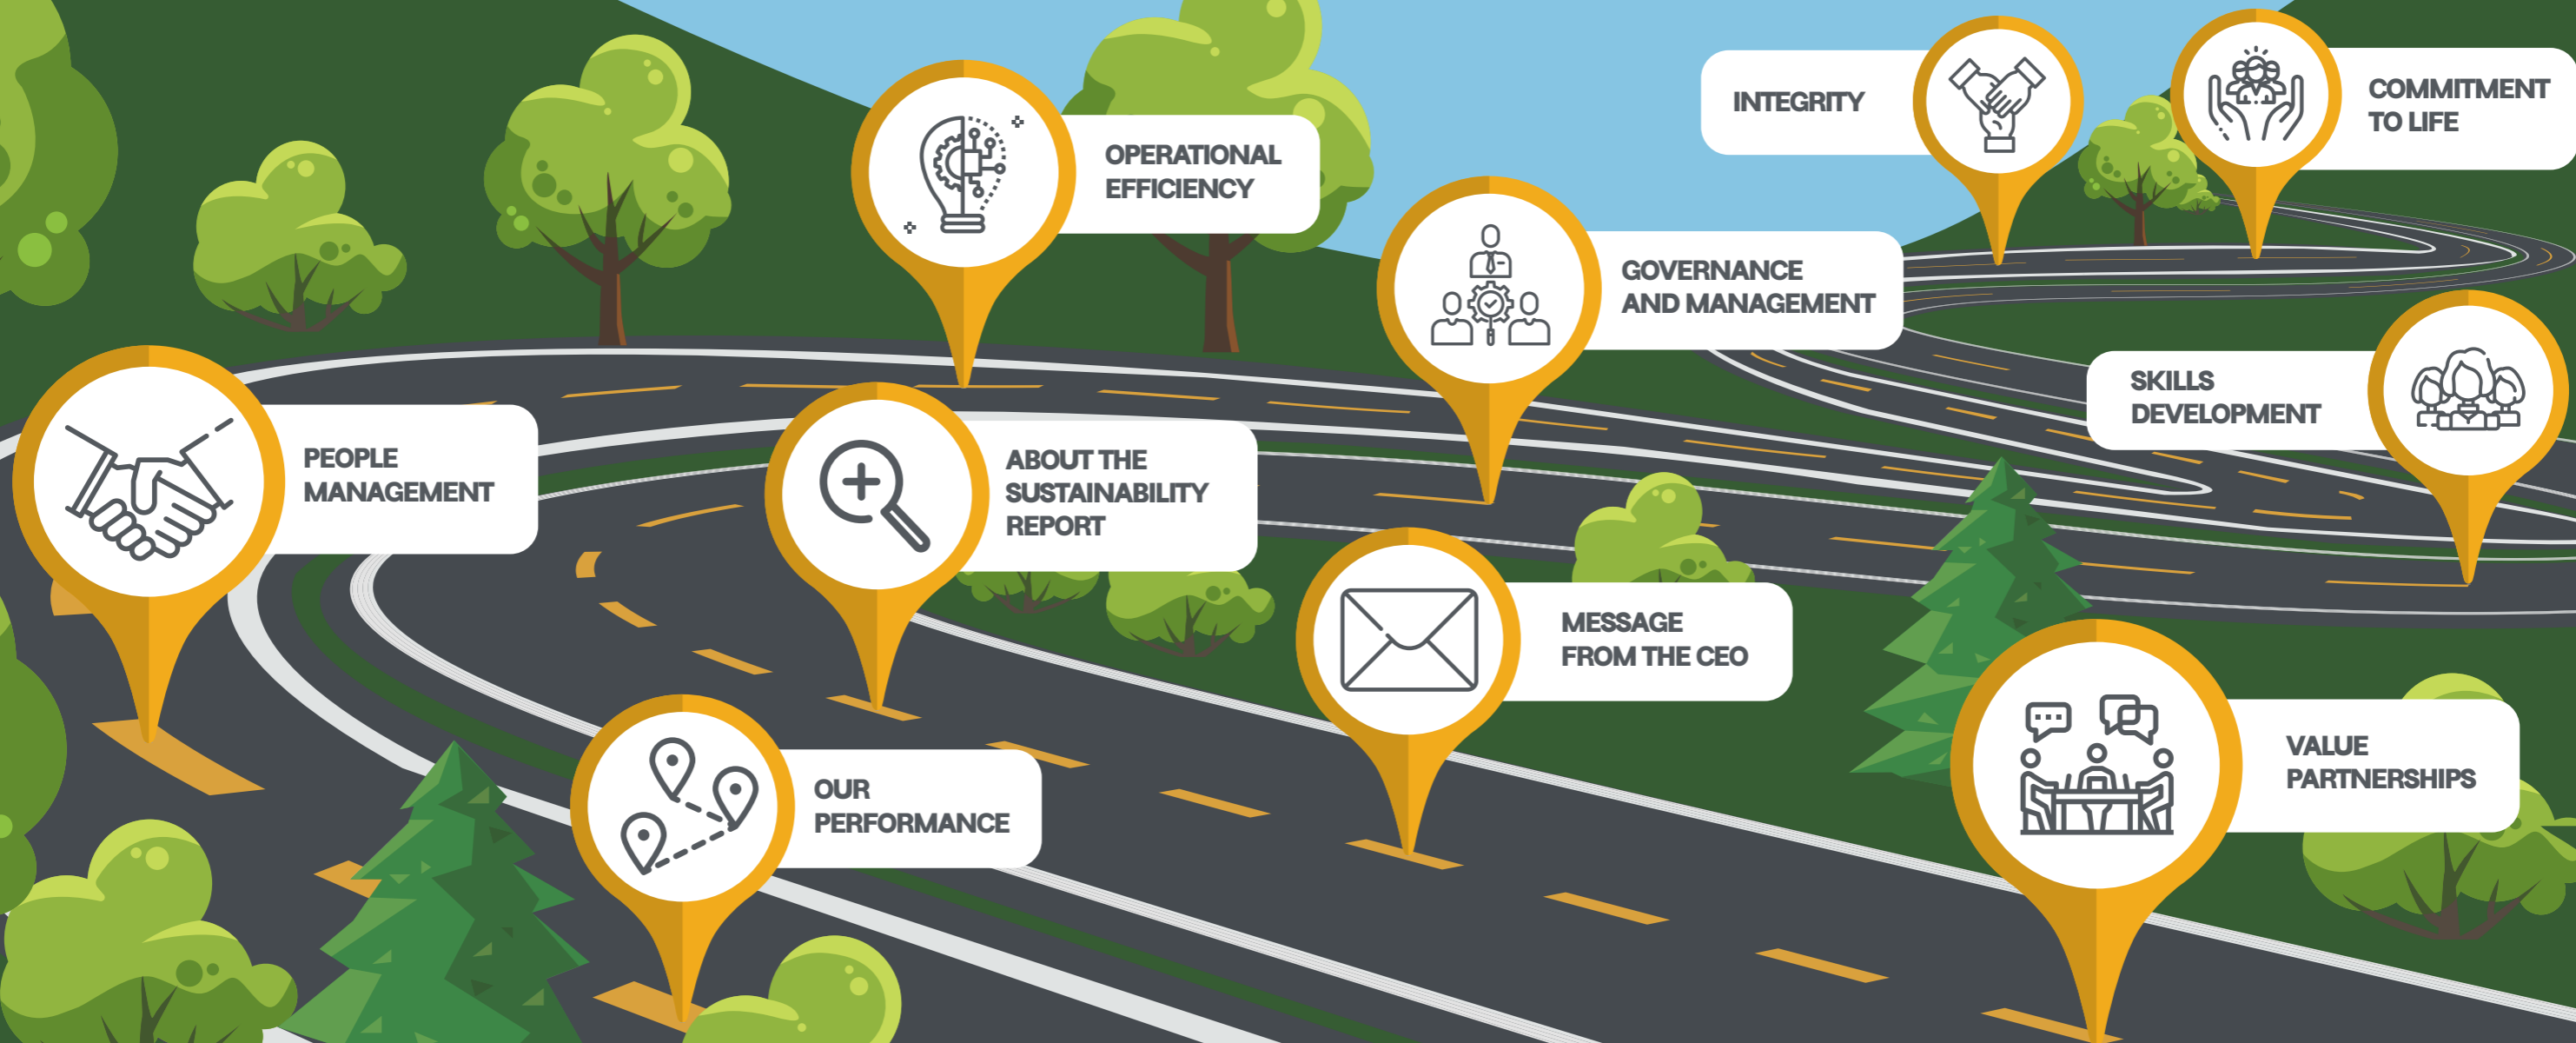 INTEGRITY
COMMITMENT
TO LIFE
OPERATIONAL
EFFICIENCY
GOVERNANCE
AND MANAGEMENT
SKILLS
DEVELOPMENT
PEOPLE
MANAGEMENT
ABOUT THE
SUSTAINABILITY
REPORT
MESSAGE
FROM THE CEO
VALUE
PARTNERSHIPS
OUR
PERFORMANCE